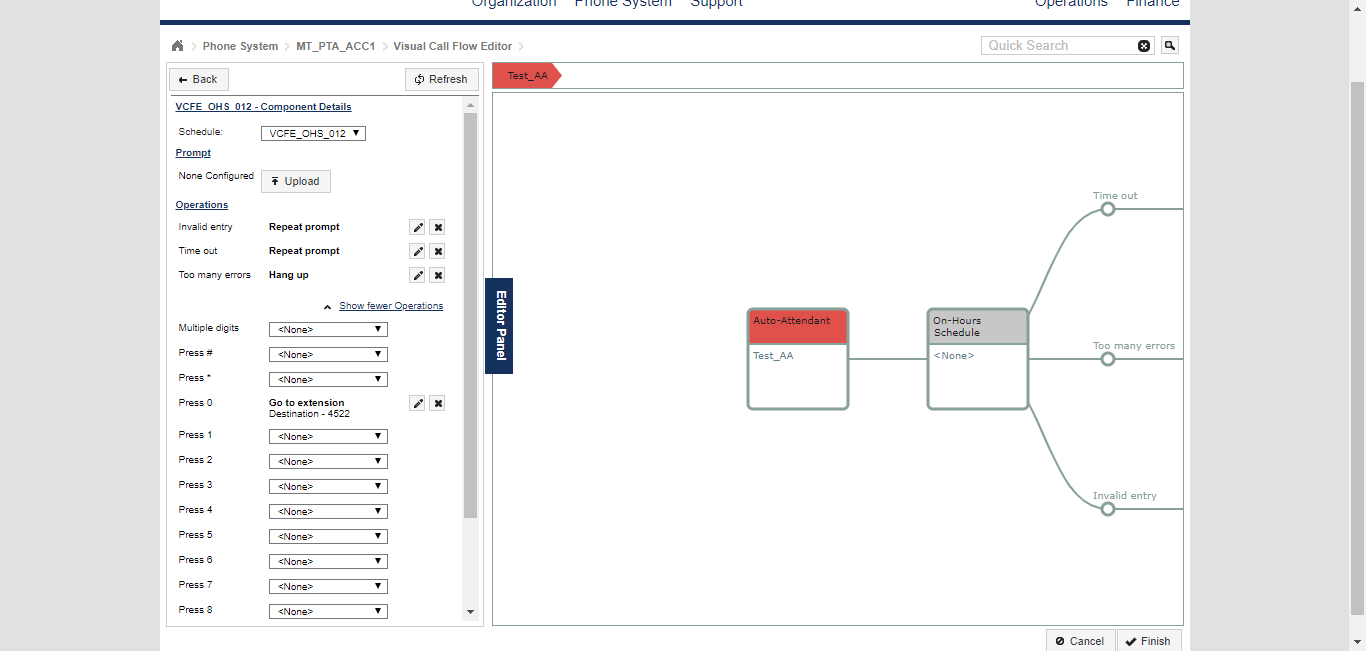 Organization Phone System Support Operations Finance
Phone System MT_PTA_ACC1 Visual Call Flow Editor
Quick Search
Back Refresh
VCFE_OHS_012 - Component Details
Schedule: VCFE_OHS_012
Prompt
None Configured Upload
Operations
Invalid entry Repeat prompt
Time out Repeat prompt
Too many errors Hang up
Show fewer Operations
Multiple digits <None>
Press # <None>
Press * <None>
Press 0 Go to extension
Destination - 4522
Press 1 <None>
Press 2 <None>
Press 3 <None>
Press 4 <None>
Press 5 <None>
Press 6 <None>
Press 7 <None>
Press 8 <None>
Editor Panel
Test_AA
Auto-Attendant
Test_AA
On-Hours
Schedule
<None>
Time out
Too many errors
Invalid entry
Cancel Finish